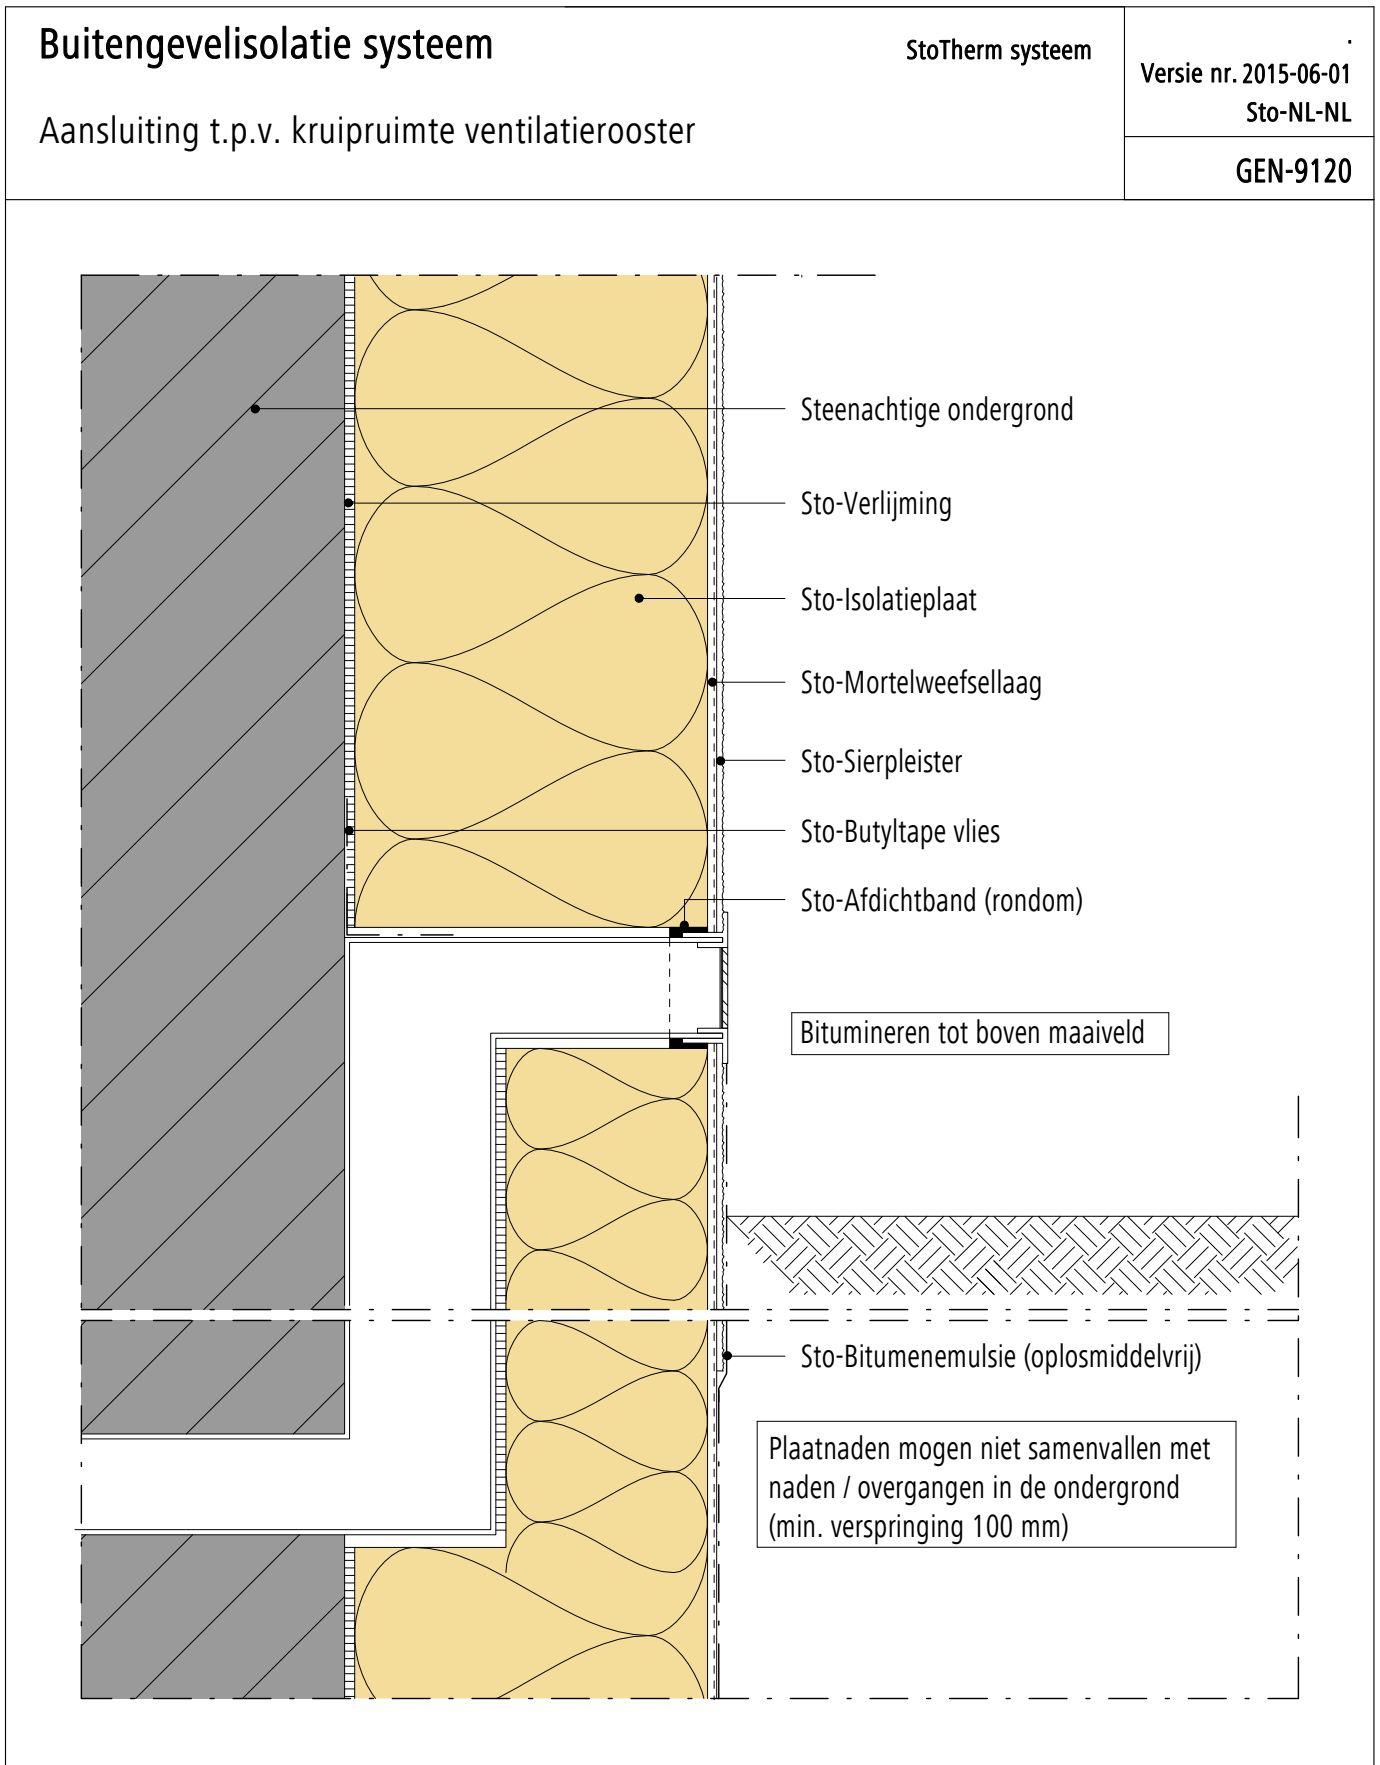 Buitengevelisolatie systeem
StoTherm systeem
.
Versie nr. 2015-06-01
Sto-NL-NL
Aansluiting t.p.v. kruipruimte ventilatierooster
GEN-9120
Steenachtige ondergrond
Sto-Verlijming
Sto-Isolatieplaat
Sto-Mortelweefsellaag
Sto-Sierpleister
Sto-Butyltape vlies
Sto-Afdichtband (rondom)
Bitumineren tot boven maaiveld
Sto-Bitumenemulsie (oplosmiddelvrij)
Plaatnaden mogen niet samenvallen met
naden / overgangen in de ondergrond
(min. verspringing 100 mm)